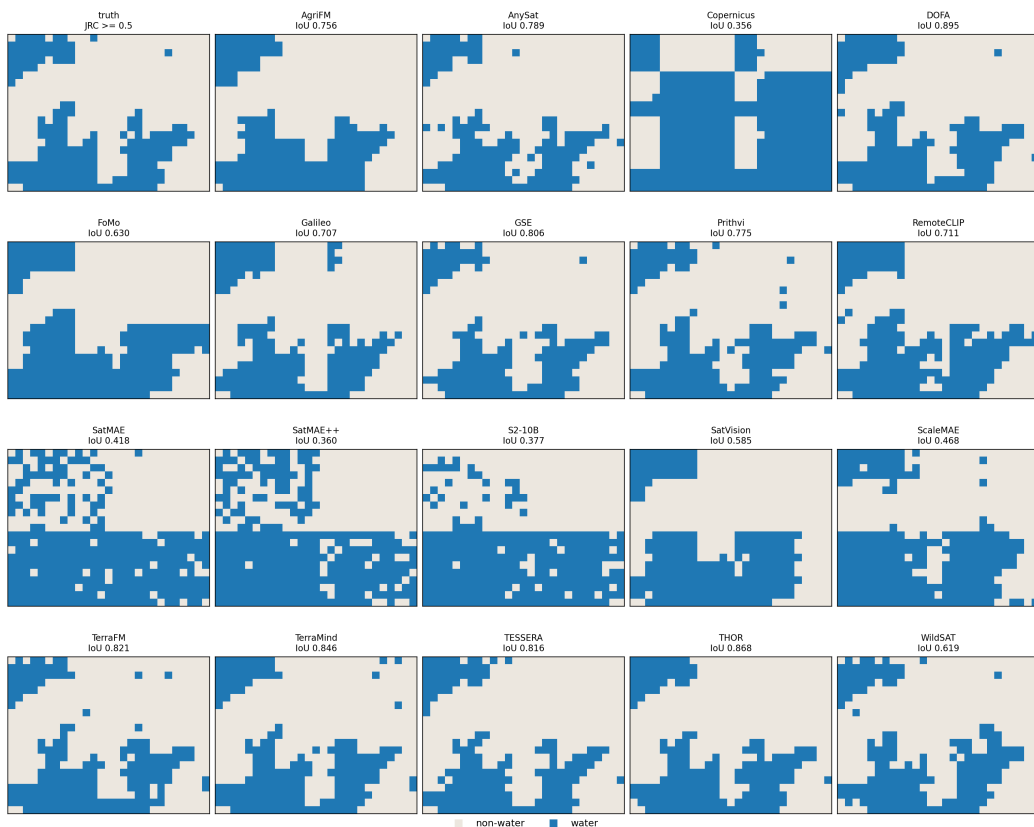 truth
JRC >= 0.5
AgriFM
IoU 0.756
AnySat
IoU 0.789
Copernicus
IoU 0.356
DOFA
IoU 0.895
FoMo
IoU 0.630
Galileo
IoU 0.707
GSE
IoU 0.806
Prithvi
IoU 0.775
RemoteCLIP
IoU 0.711
SatMAE
IoU 0.418
SatMAE++
IoU 0.360
S2-10B
IoU 0.377
SatVision
IoU 0.585
ScaleMAE
IoU 0.468
TerraFM
IoU 0.821
TerraMind
IoU 0.846
TESSERA
IoU 0.816
THOR
IoU 0.868
WildSAT
IoU 0.619
non-water water